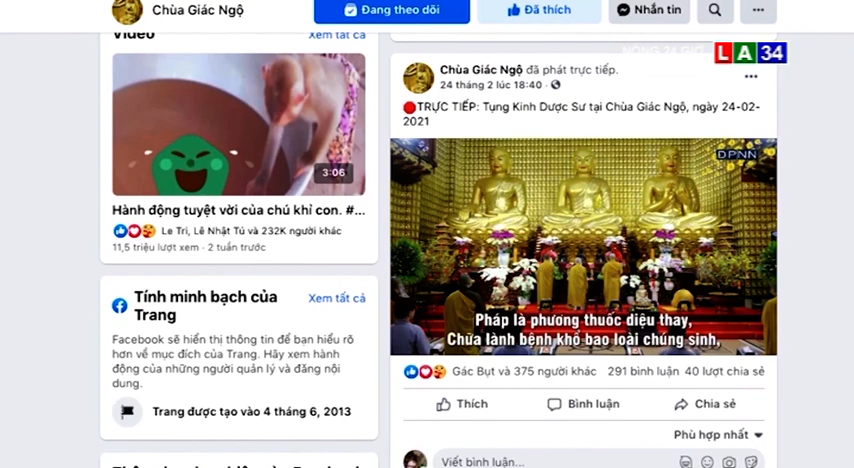 Chùa Giác Ngộ
Đang theo dõi
Đã thích
Nhắn tin
Video
Xem tất cả
3:06
Hành động tuyệt vời của chú khỉ con. #...
Le Tri, Lê Nhật Tú và 232K người khác
11,5 triệu lượt xem · 2 tuần trước
Tính minh bạch của
Trang
Xem tất cả
Facebook sẽ hiển thị thông tin để bạn hiểu rõ
hơn về mục đích của Trang. Hãy xem hành
động của những người quản lý và đăng nội
dung.
Trang được tạo vào 4 tháng 6, 2013
NÓNG 24 GIỜ
LA34
Chùa Giác Ngộ đã phát trực tiếp.
24 tháng 2 lúc 18:40 ·
TRỰC TIẾP: Tụng Kinh Dược Sư tại Chùa Giác Ngộ, ngày 24-02-
2021
DPNN
Pháp là phương thuốc diệu thay,
Chữa lành bệnh khổ bao loài chúng sinh,
Gác Bụt và 375 người khác
291 bình luận 40 lượt chia sẻ
Thích
Bình luận
Chia sẻ
Phù hợp nhất
Viết bình luận...